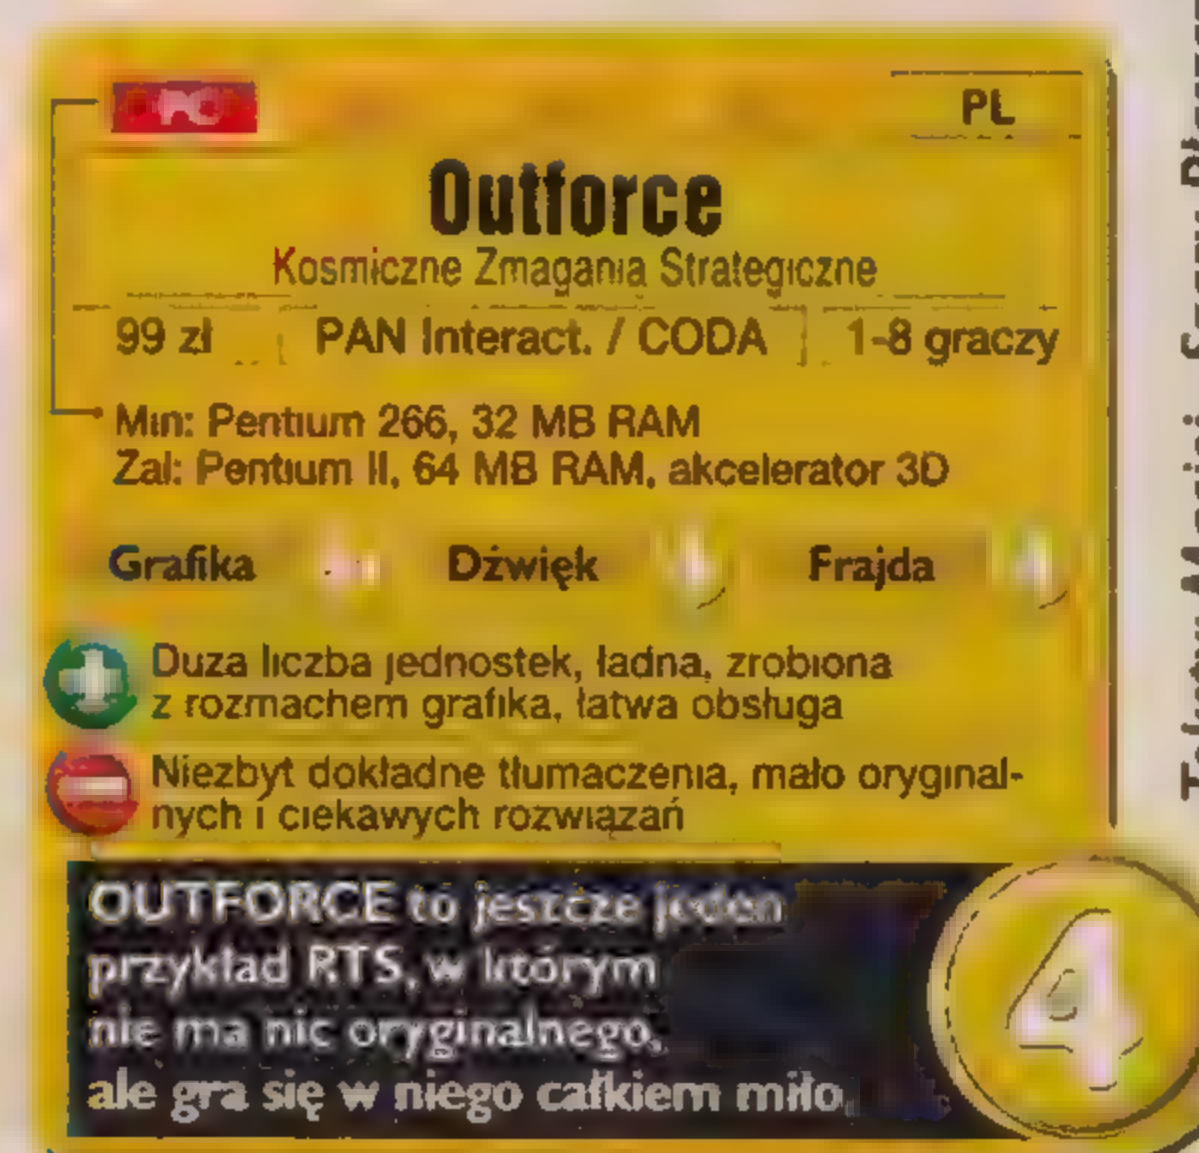 PC
PL
Outforce
Kosmiczne Zmagania Strategiczne
99 zł PAN Interact. / CODA 1-8 graczy
Min: Pentium 266, 32 MB RAM
Zal: Pentium II, 64 MB RAM, akcelerator 3D
Grafika Dźwięk 4 Frajda 4
Duza liczba jednostek, ładna, zrobiona
z rozmachem grafika, łatwa obsługa
Niezbyt dokładne tłumaczenia, mało oryginal-
nych i ciekawych rozwiązań
OUTFORCE to jeszcze jeden
przykład RTS, w którym
nie ma nic oryginalnego,
ale gra się w niego całkiem miło.
4